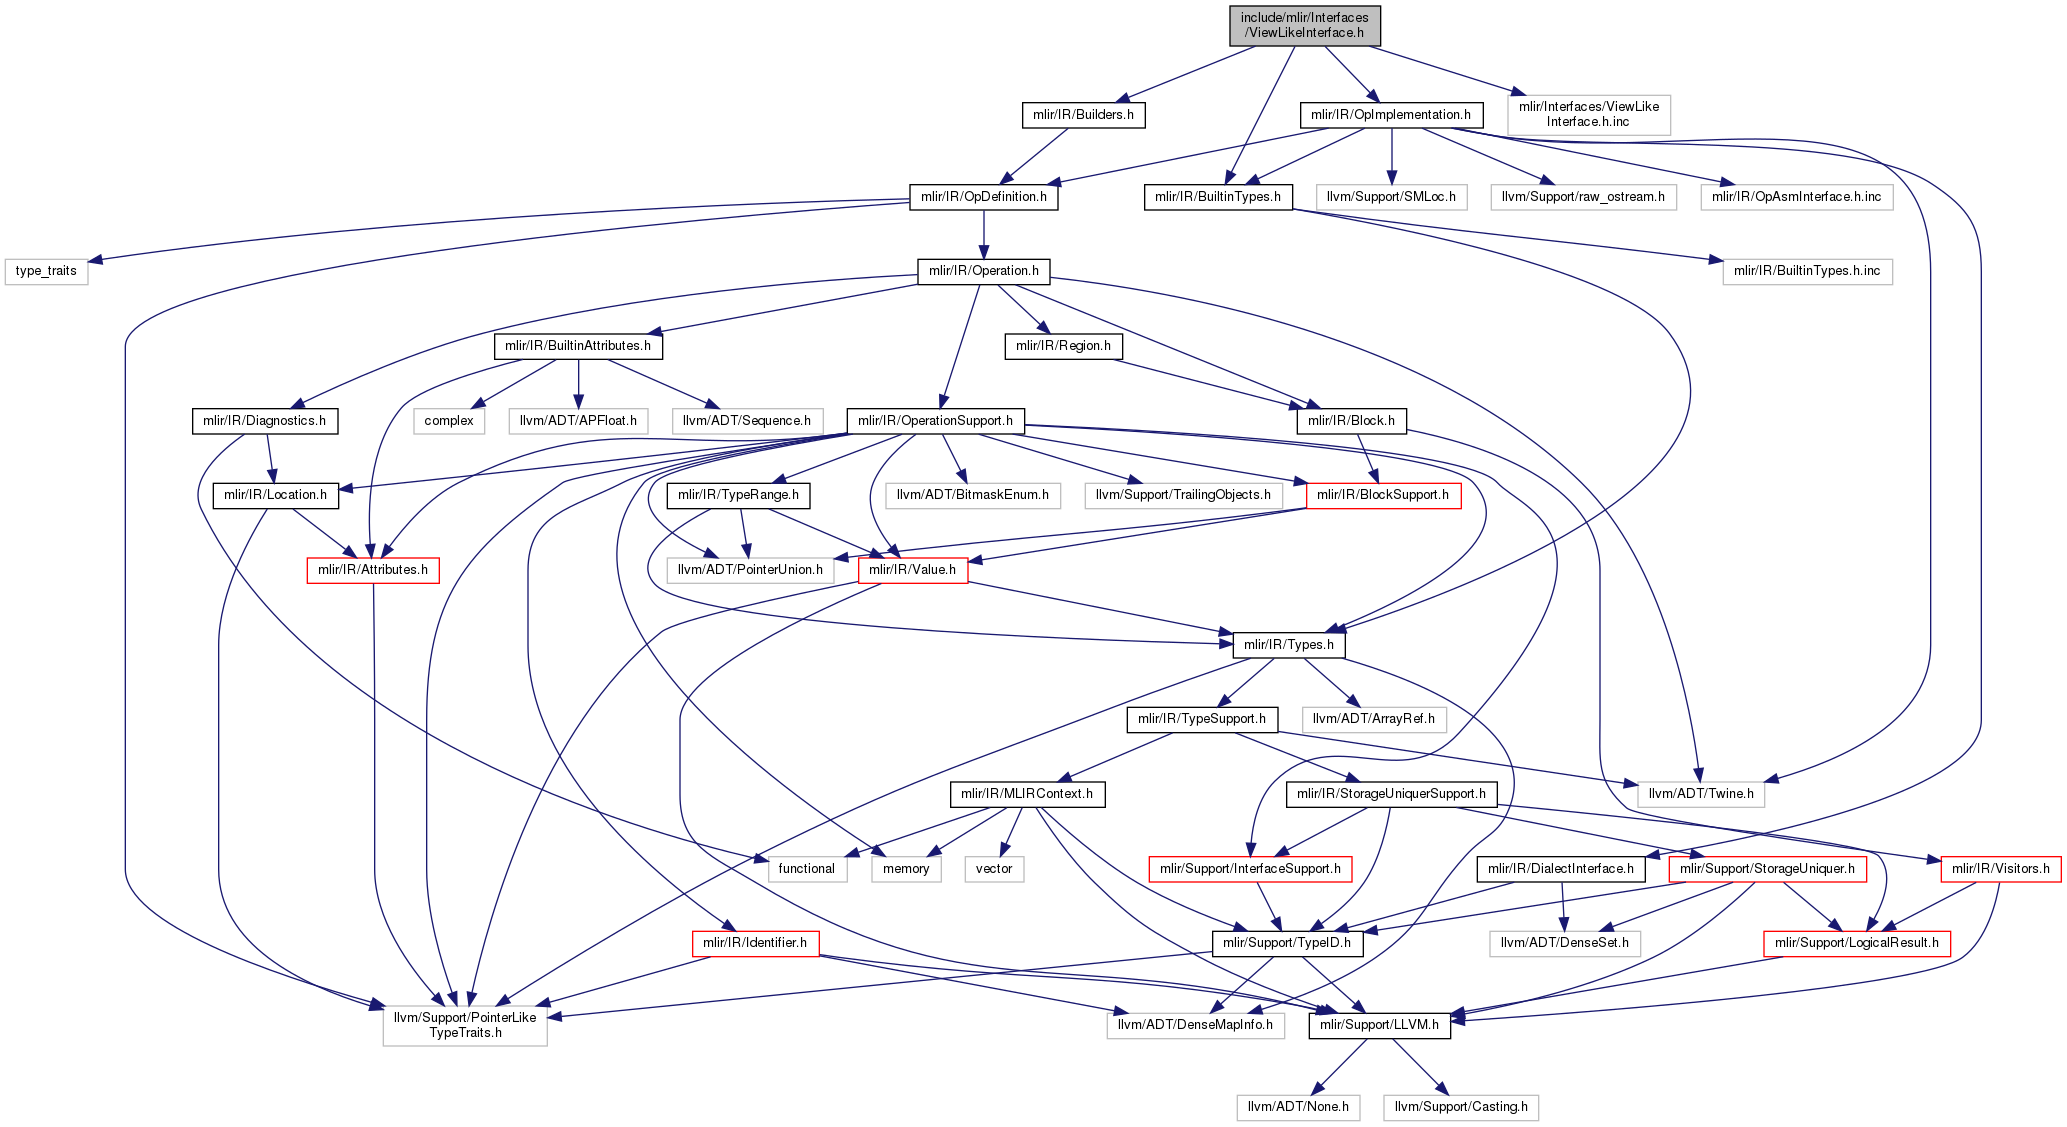 include/mlir/Interfaces
/ViewLikeInterface.h
mlir/IR/Builders.h
mlir/IR/OpImplementation.h
mlir/Interfaces/ViewLike
Interface.h.inc
mlir/IR/OpDefinition.h
mlir/IR/BuiltinTypes.h
llvm/Support/SMLoc.h
llvm/Support/raw_ostream.h
mlir/IR/OpAsmInterface.h.inc
type_traits
mlir/IR/Operation.h
mlir/IR/BuiltinTypes.h.inc
mlir/IR/BuiltinAttributes.h
mlir/IR/Region.h
mlir/IR/Diagnostics.h
complex
llvm/ADT/APFloat.h
llvm/ADT/Sequence.h
mlir/IR/OperationSupport.h
mlir/IR/Block.h
mlir/IR/Location.h
mlir/IR/TypeRange.h
llvm/ADT/BitmaskEnum.h
llvm/Support/TrailingObjects.h
mlir/IR/BlockSupport.h
mlir/IR/Attributes.h
llvm/ADT/PointerUnion.h
mlir/IR/Value.h
mlir/IR/Types.h
mlir/IR/TypeSupport.h
llvm/ADT/ArrayRef.h
mlir/IR/MLIRContext.h
mlir/IR/StorageUniquerSupport.h
llvm/ADT/Twine.h
functional
memory
vector
mlir/Support/InterfaceSupport.h
mlir/IR/DialectInterface.h
mlir/Support/StorageUniquer.h
mlir/IR/Visitors.h
mlir/IR/Identifier.h
mlir/Support/TypeID.h
llvm/ADT/DenseSet.h
mlir/Support/LogicalResult.h
llvm/Support/PointerLike
TypeTraits.h
llvm/ADT/DenseMapInfo.h
mlir/Support/LLVM.h
llvm/ADT/None.h
llvm/Support/Casting.h